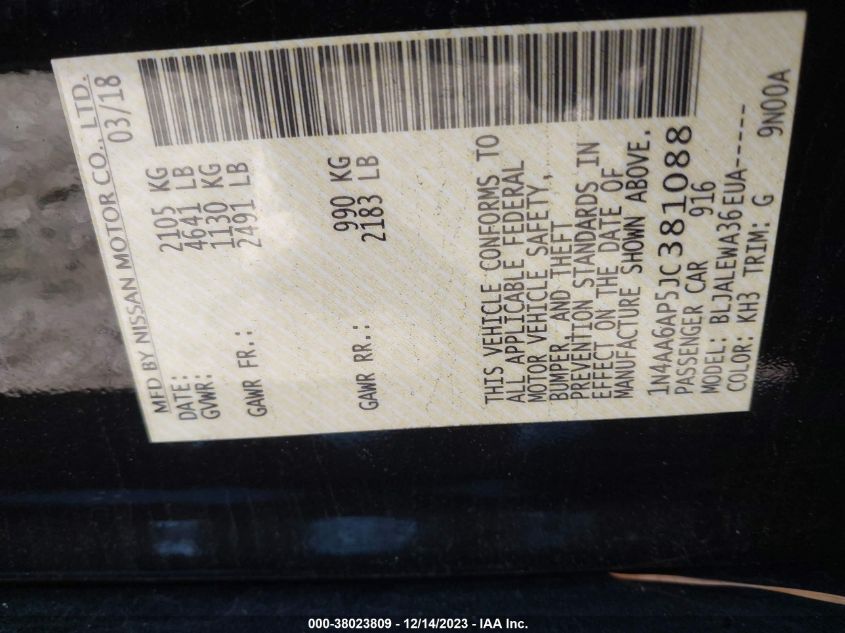 MFD BY NISSAN MOTOR CO., LTD.
DATE: 03/18
GVWR: 2105 KG
4641 LB
GAWR FR.: 1130 KG
2491 LB
GAWR RR.: 990 KG
2183 LB
THIS VEHICLE CONFORMS TO
ALL APPLICABLE FEDERAL
MOTOR VEHICLE SAFETY,
BUMPER, AND THEFT
PREVENTION STANDARDS IN
EFFECT ON THE DATE OF
MANUFACTURE SHOWN ABOVE.
1N4AA6AP5JC381088
PASSENGER CAR 916
MODEL: BLJALEWA36EUA-----
COLOR: KH3 TRIM: G 9N00A
000-38023809 - 12/14/2023 - IAA Inc.